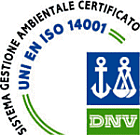 SISTEMA GESTIONE AMBIENTALE CERTIFICATO
UNI EN ISO 14001
DNV